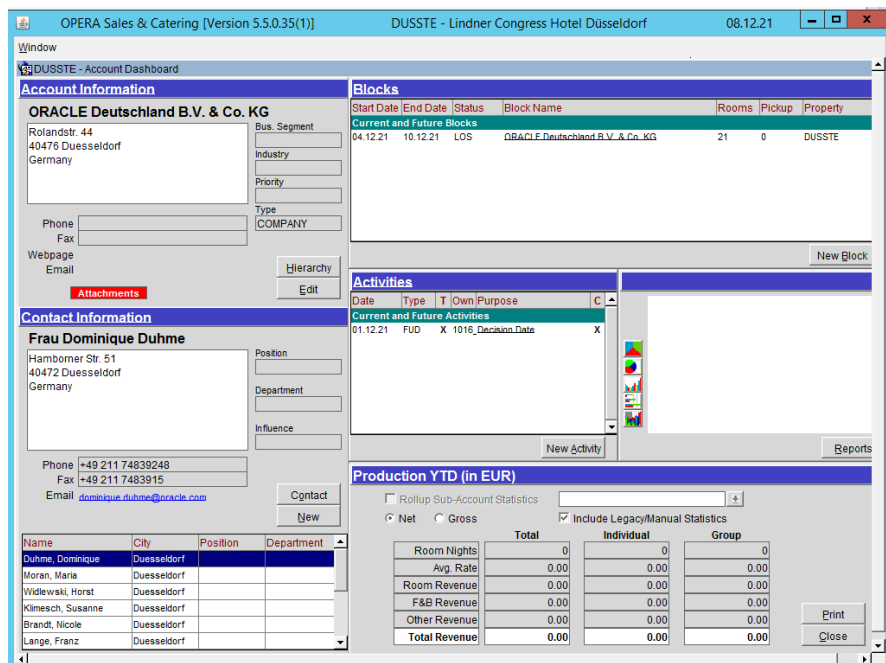 OPERA Sales & Catering [Version 5.5.0.35(1)] DUSSTE - Lindner Congress Hotel Düsseldorf 08.12.21
Window
DUSSTE - Account Dashboard
Account Information
ORACLE Deutschland B.V. & Co. KG
Rolandstr. 44
40476 Duesseldorf
Germany
Bus. Segment
Industry
Priority
Type
COMPANY
Phone
Fax
Webpage
Email
Hierarchy
Edit
Attachments
Contact Information
Frau Dominique Duhme
Hamborner Str. 51
40472 Duesseldorf
Germany
Position
Department
Influence
Phone +49 211 74839248
Fax +49 211 7483915
Email dominique.duhme@oracle.com
Contact
New
Name City Position Department
Duhme, Dominique Duesseldorf
Moran, Maria Duesseldorf
Widlewski, Horst Duesseldorf
Klimesch, Susanne Duesseldorf
Brandt, Nicole Duesseldorf
Lange, Franz Duesseldorf
Blocks
Start Date End Date Status Block Name Rooms Pickup Property
Current and Future Blocks
04.12.21 10.12.21 LOS ORACLE Deutschland B.V. & Co. KG 21 0 DUSSTE
New Block
Activities
Date Type T Own Purpose C
Current and Future Activities
01.12.21 FUD X 1016_Decision Date X
New Activity
Reports
Production YTD (in EUR)
Rollup Sub-Account Statistics
Net Gross Include Legacy/Manual Statistics
Total Individual Group
Room Nights 0 0 0
Avg. Rate 0.00 0.00 0.00
Room Revenue 0.00 0.00 0.00
F&B Revenue 0.00 0.00 0.00
Other Revenue 0.00 0.00 0.00
Total Revenue 0.00 0.00 0.00
Print
Close